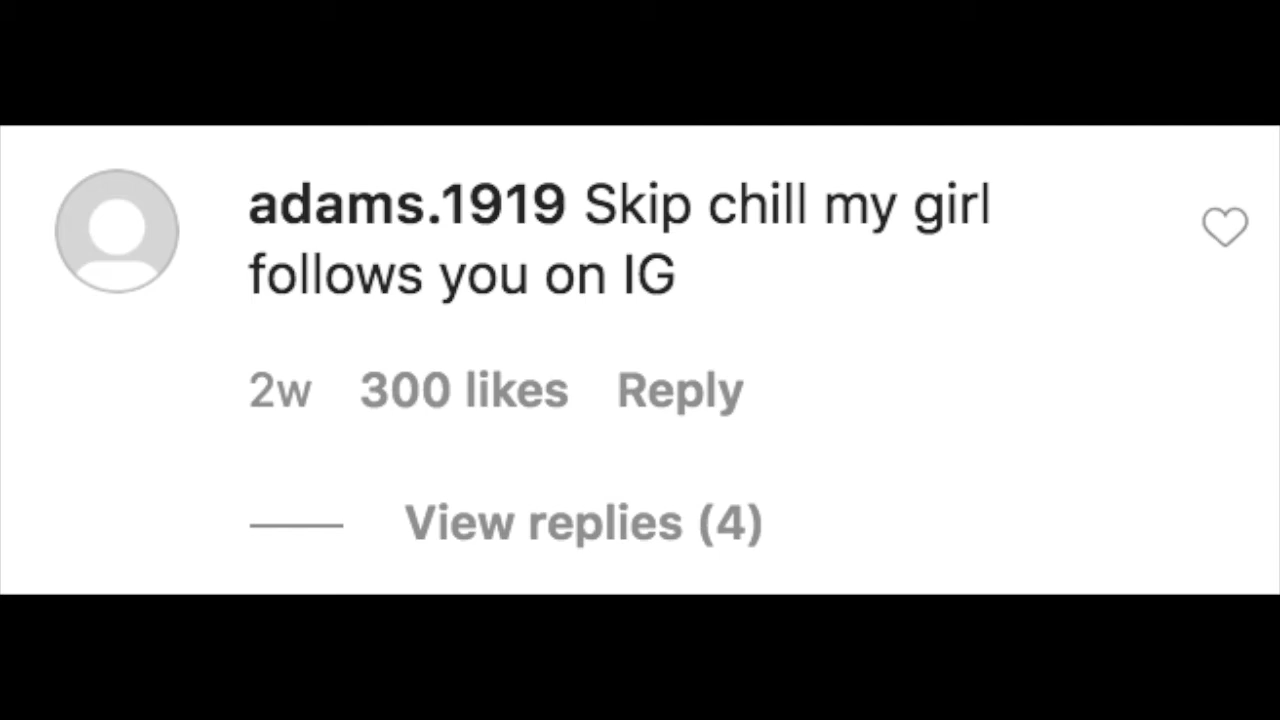 adams.1919 Skip chill my girl
follows you on IG
2w 300 likes Reply
View replies (4)